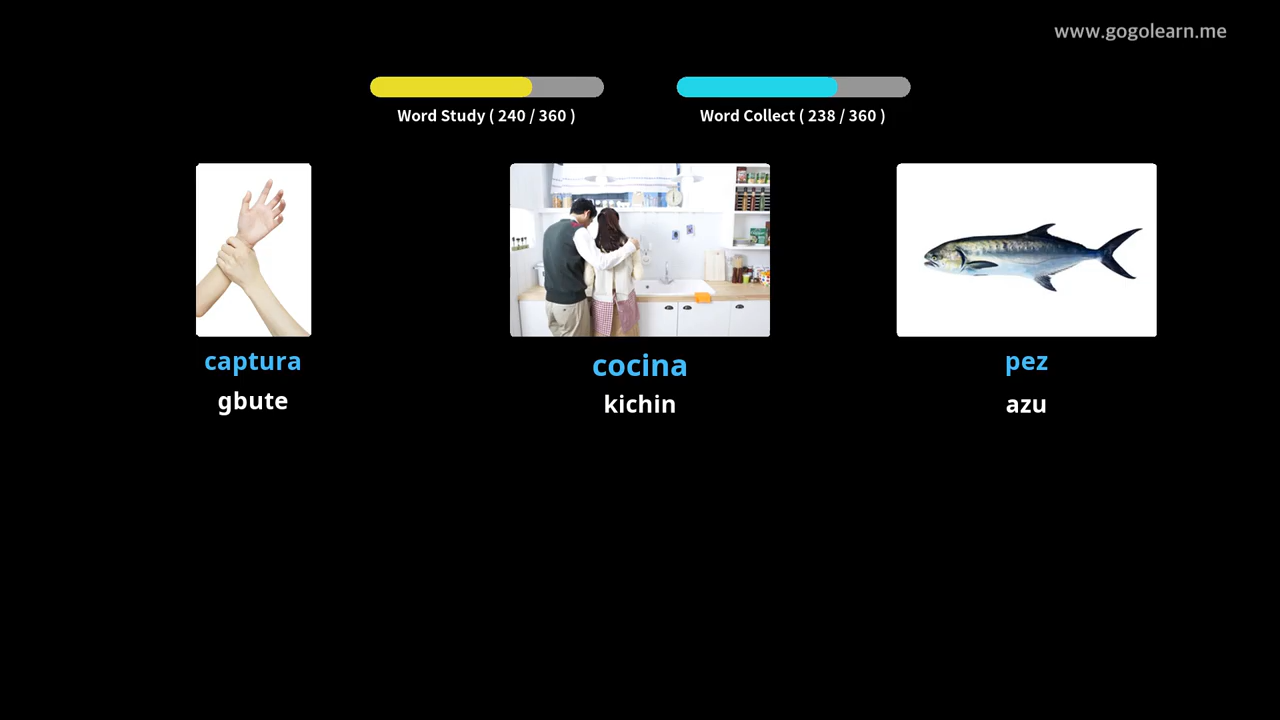 www.gogolearn.me
Word Study ( 240 / 360 )
Word Collect ( 238 / 360 )
captura
gbute
cocina
kichin
pez
azu